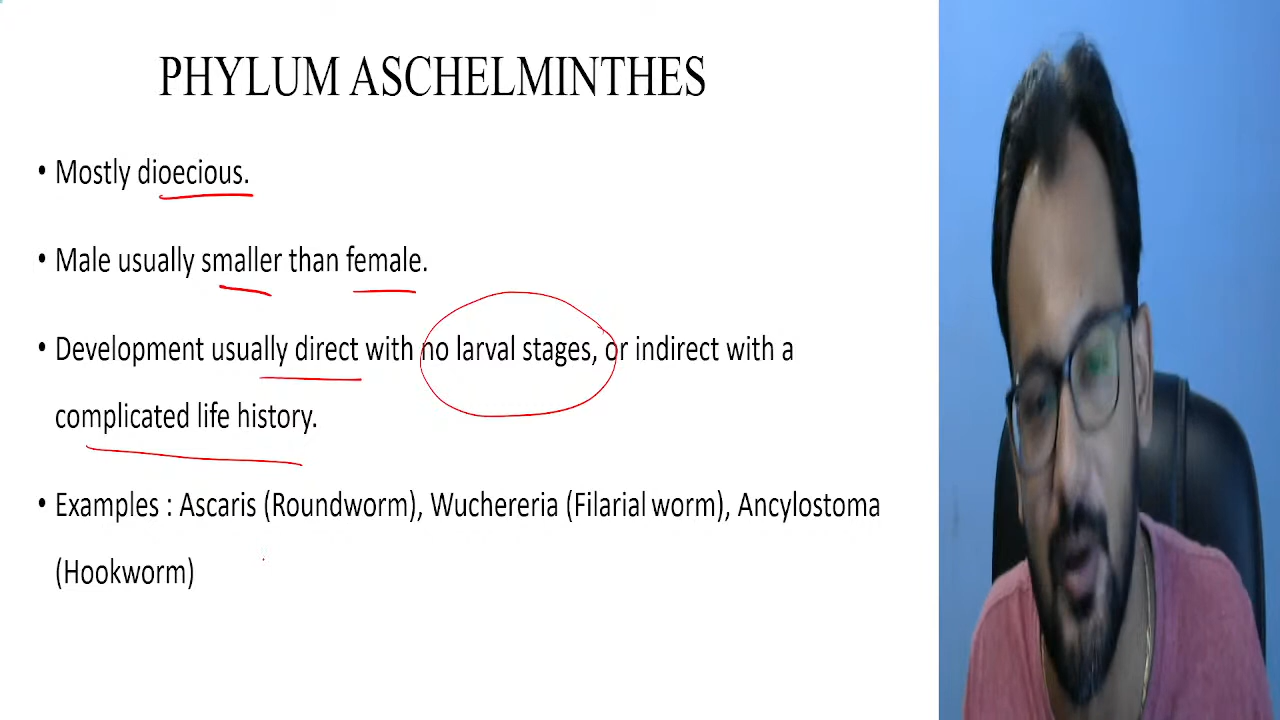 PHYLUM ASCHELMINTHES
• Mostly dioecious.
• Male usually smaller than female.
• Development usually direct with no larval stages, or indirect with a
complicated life history.
• Examples : Ascaris (Roundworm), Wuchereria (Filarial worm), Ancylostoma
(Hookworm)